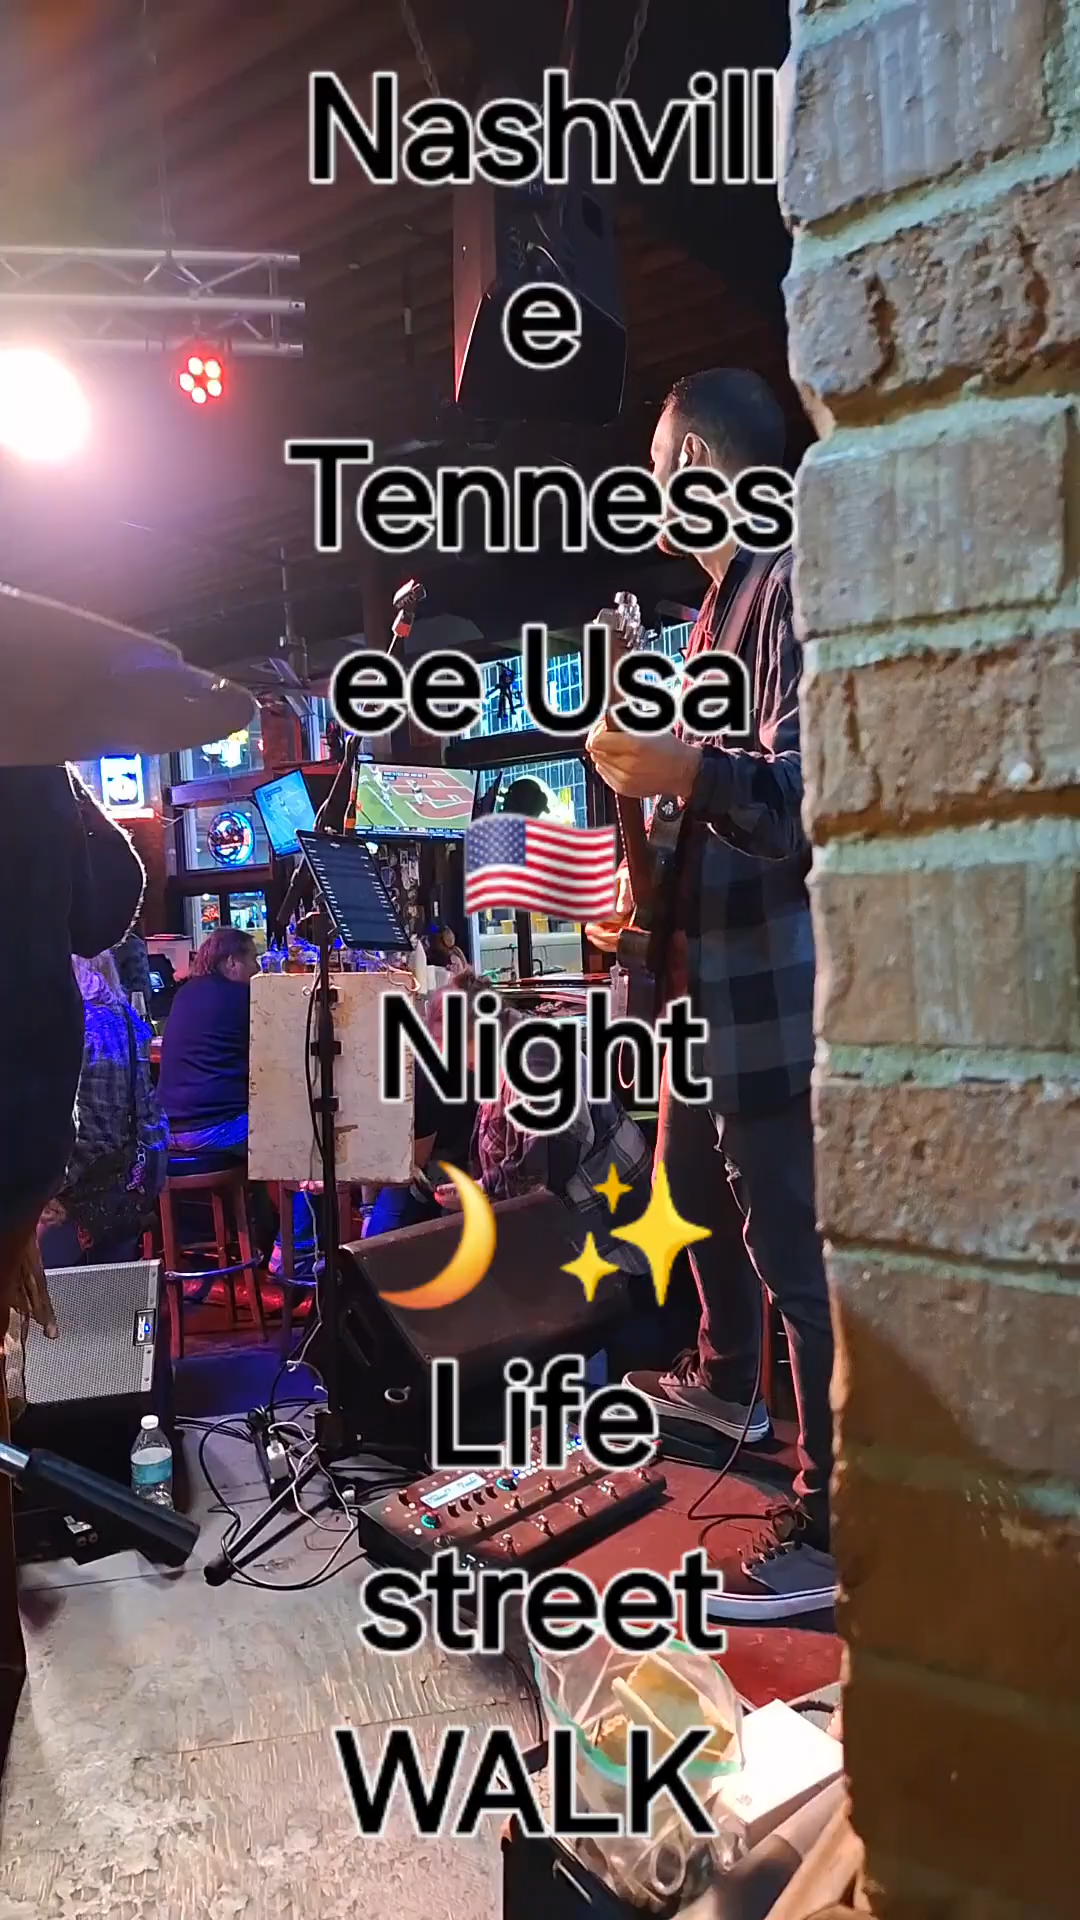 Nashvill
e
Tenness
ee Usa
🇺🇸
Night
🌙 ✨
Life
street
WALK